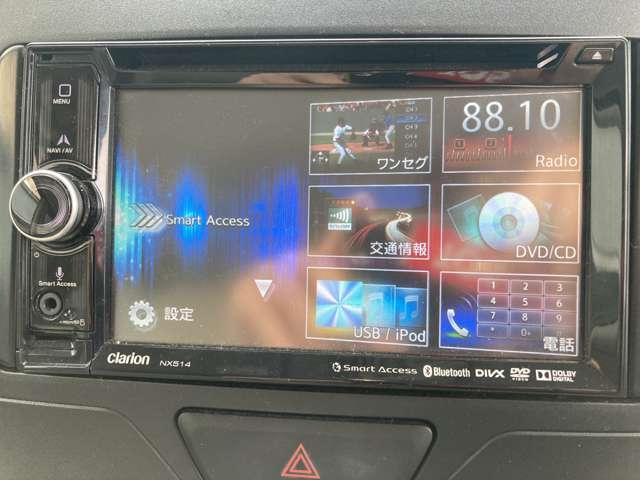 MENU
NAVI/AV
Smart Access
ワンセグ
88.10
Radio
Smart Access
交通情報
DVD/CD
設定
USB / iPod
1 2 3
4 5 6
7 8 9
* 0 #
電話
Clarion
NX514
Smart Access
Bluetooth
DIVX
DVD
VIDEO
DOLBY
DIGITAL